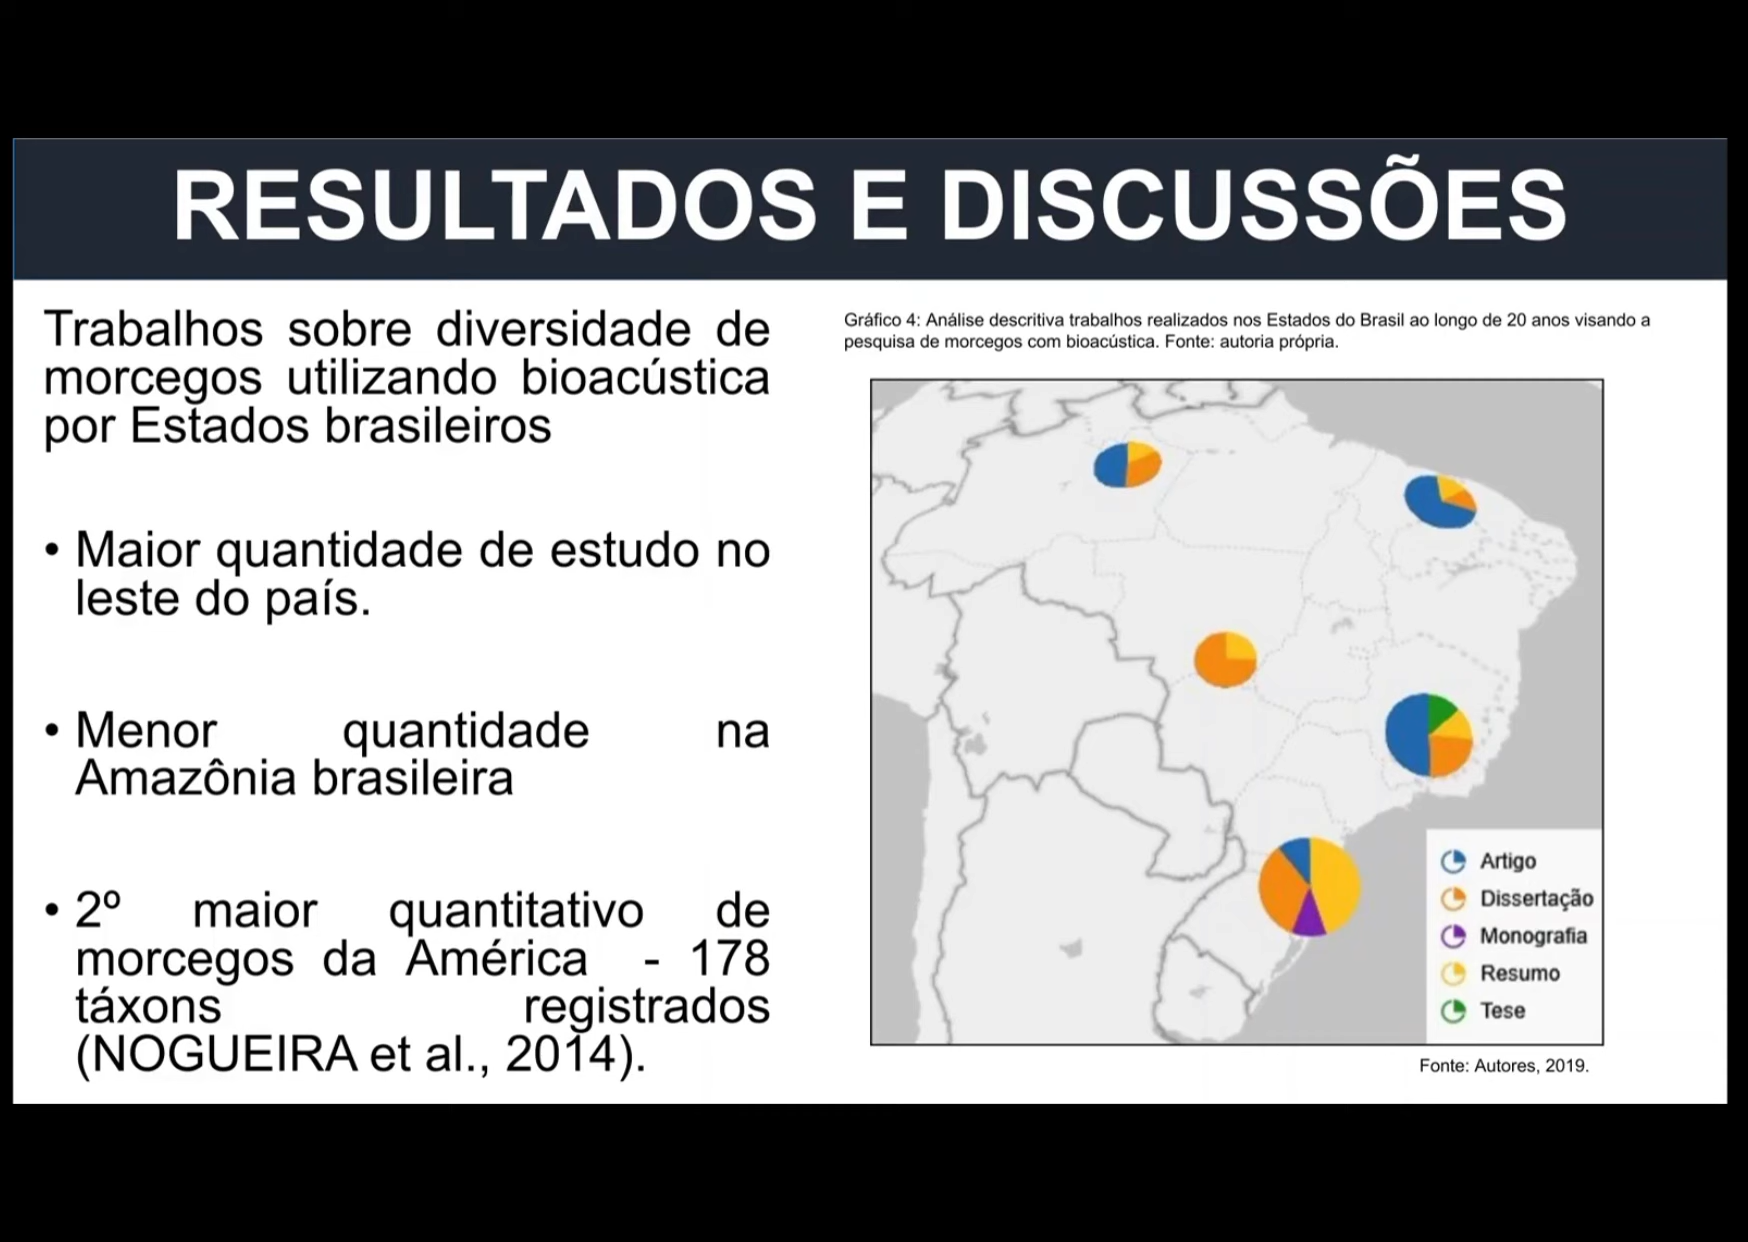 RESULTADOS E DISCUSSÕES
Trabalhos sobre diversidade de
morcegos utilizando bioacústica
por Estados brasileiros
• Maior quantidade de estudo no
leste do país.
• Menor quantidade na
Amazônia brasileira
• 2º maior quantitativo de
morcegos da América - 178
táxons registrados
(NOGUEIRA et al., 2014).
Gráfico 4: Análise descritiva trabalhos realizados nos Estados do Brasil ao longo de 20 anos visando a
pesquisa de morcegos com bioacústica. Fonte: autoria própria.
Artigo
Dissertação
Monografia
Resumo
Tese
Fonte: Autores, 2019.